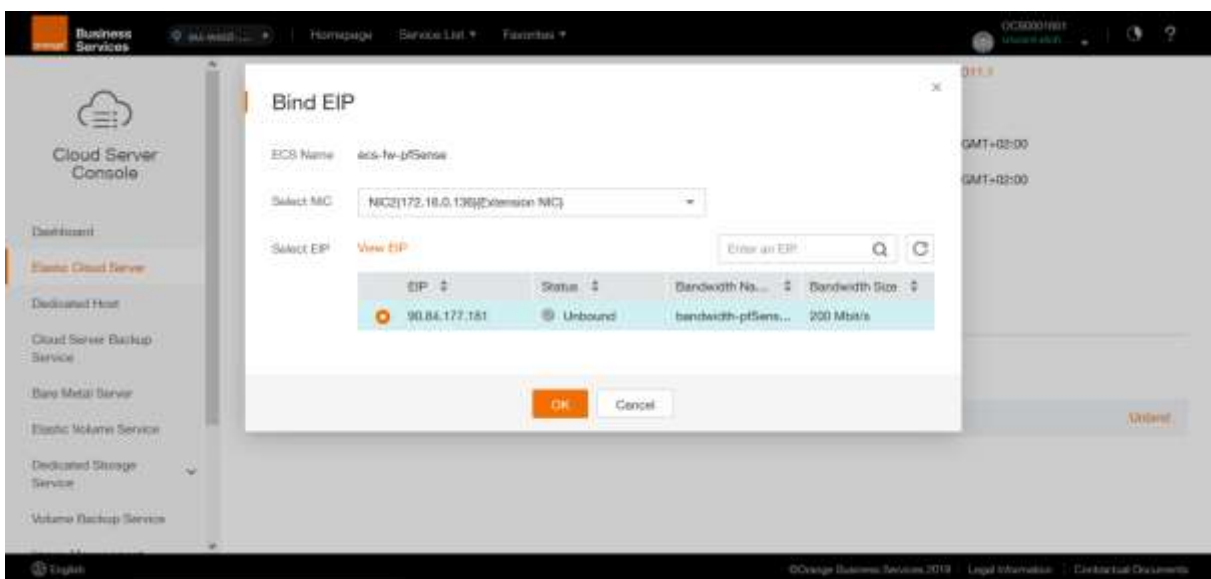 Business
Services
Homepage Service List Favorites
Cloud Server
Console
Dashboard
Elastic Cloud Server
Dedicated Host
Cloud Server Backup
Service
Bare Metal Server
Elastic Volume Service
Dedicated Storage
Service
Volume Backup Service
Bind EIP
ECS Name ecs-fw-pfSense
Select NIC NIC2(172.16.0.136)(Extension NIC)
Select EIP View EIP Enter an EIP.
EIP Status Bandwidth Na... Bandwidth Size
90.84.177.181 Unbound bandwidth-pfSens... 200 Mbit/s
OK Cancel
GMT+02:00
GMT+02:00
Unbind
English ©Orange Business Services 2019 Legal Information Contractual Documents